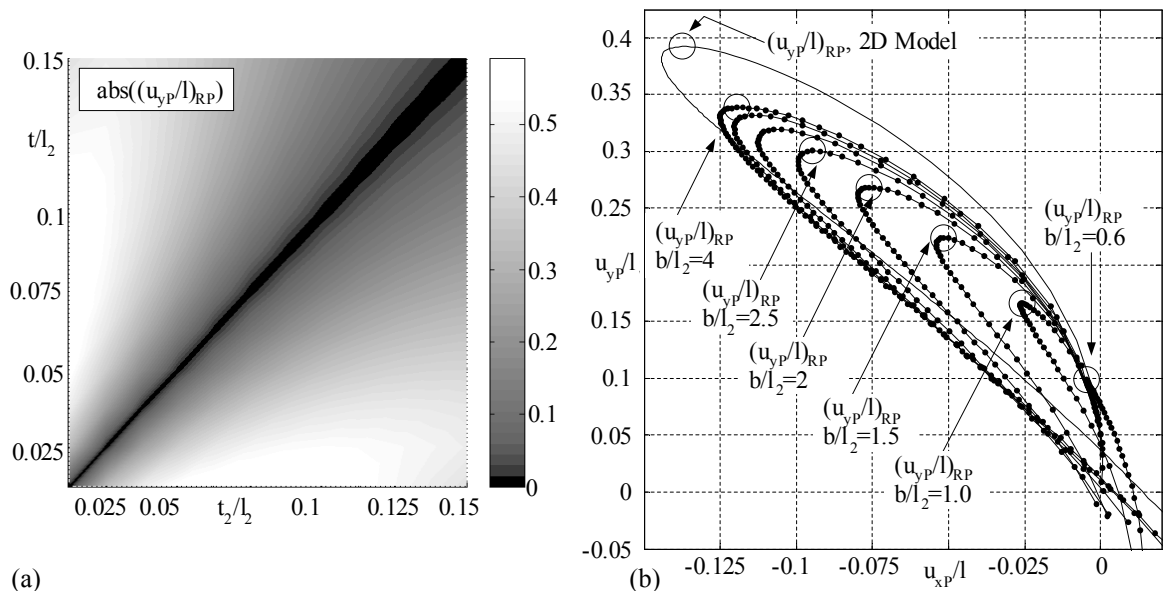 0.15
abs((u_yP/l)_RP)
t/l_2
0.1
0.075
0.05
0.025
0.025
0.05
t_2/l_2
0.1
0.125
0.15
0.5
0.4
0.3
0.2
0.1
0
(a)
0.4
0.35
0.3
0.25
0.2
u_yP/l
0.15
0.1
0.05
0
-0.05
(u_yP/l)_RP, 2D Model
(u_yP/l)_RP
b/l_2=0.6
(u_yP/l)_RP
b/l_2=4
(u_yP/l)_RP
b/l_2=2.5
(u_yP/l)_RP
b/l_2=2
(u_yP/l)_RP
b/l_2=1.5
(u_yP/l)_RP
b/l_2=1.0
-0.125
-0.1
-0.075
u_xP/l
-0.025
0
(b)